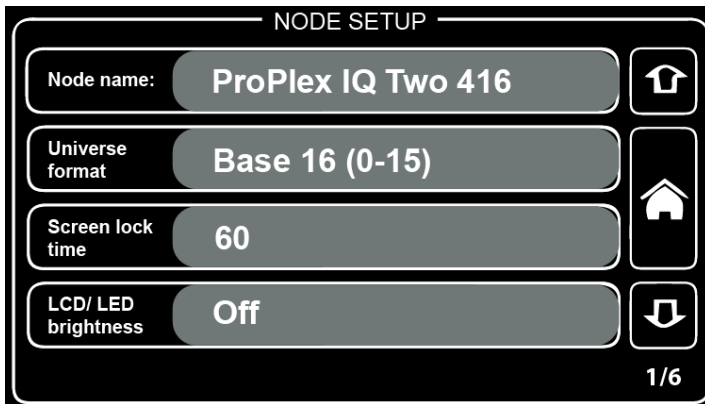 NODE SETUP
Node name: ProPlex IQ Two 416
Universe
format
Base 16 (0-15)
Screen lock
time
60
LCD/ LED
brightness
Off
1/6